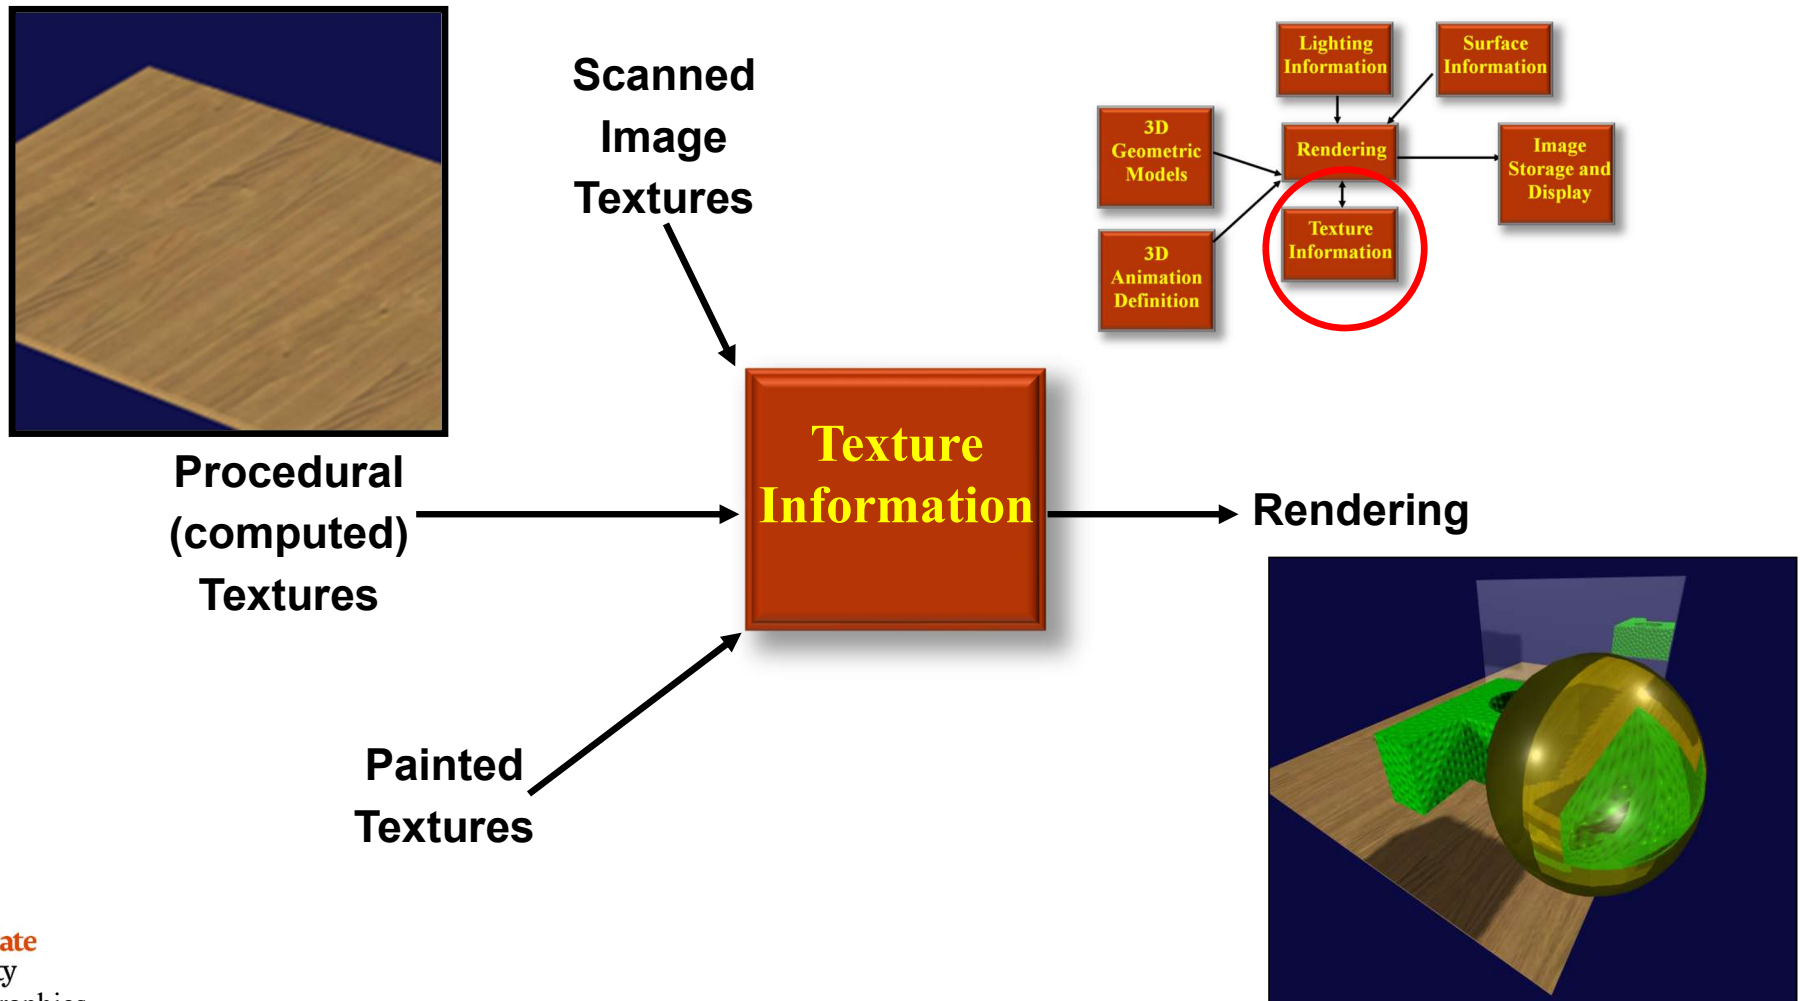 Scanned
Image
Textures
Lighting
Information
Surface
Information
3D
Geometric
Models
Rendering
Image
Storage and
Display
Texture
Information
3D
Animation
Definition
Procedural
(computed)
Textures
Texture
Information
Rendering
Painted
Textures
ate
ty